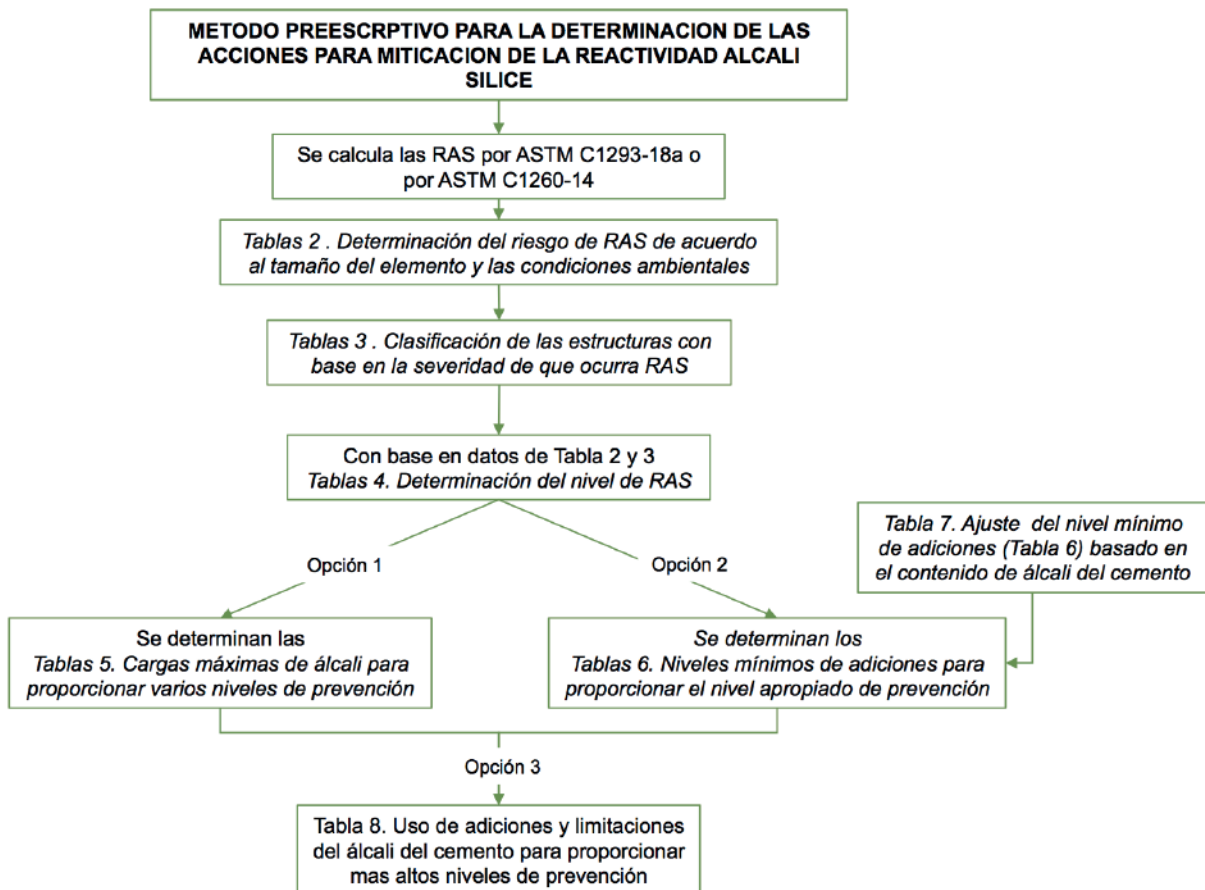 METODO PREESCRPTIVO PARA LA DETERMINACION DE LAS
ACCIONES PARA MITICACION DE LA REACTIVIDAD ALCALI
SILICE
Se calcula las RAS por ASTM C1293-18a o
por ASTM C1260-14
Tablas 2 . Determinación del riesgo de RAS de acuerdo
al tamaño del elemento y las condiciones ambientales
Tablas 3 . Clasificación de las estructuras con
base en la severidad de que ocurra RAS
Con base en datos de Tabla 2 y 3
Tablas 4. Determinación del nivel de RAS
Tabla 7. Ajuste del nivel mínimo
de adiciones (Tabla 6) basado en
el contenido de álcali del cemento
Opción 1
Opción 2
Se determinan las
Tablas 5. Cargas máximas de álcali para
proporcionar varios niveles de prevención
Se determinan los
Tablas 6. Niveles mínimos de adiciones para
proporcionar el nivel apropiado de prevención
Opción 3
Tabla 8. Uso de adiciones y limitaciones
del álcali del cemento para proporcionar
mas altos niveles de prevención